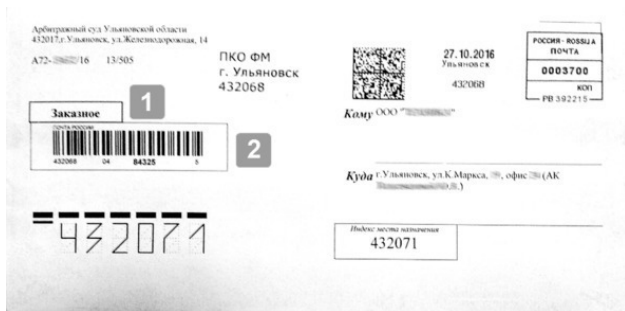 Арбитражный суд Ульяновской области
432017,г.Ульяновск, ул.Железнодорожная, 14
А72- /16 13/505
ПКО ФМ
г. Ульяновск
432068
Заказное
1
ПОЧТА РОССИИ
432068 04 84325 5
2
432071
27.10.2016
Ульяновск
432068
РОССИЯ - ROSSIJA
ПОЧТА
0003700
КОП
РВ 392215
Кому ООО " "
Куда г.Ульяновск, ул.К.Маркса, , офис (АК
.)
Индекс места назначения
432071